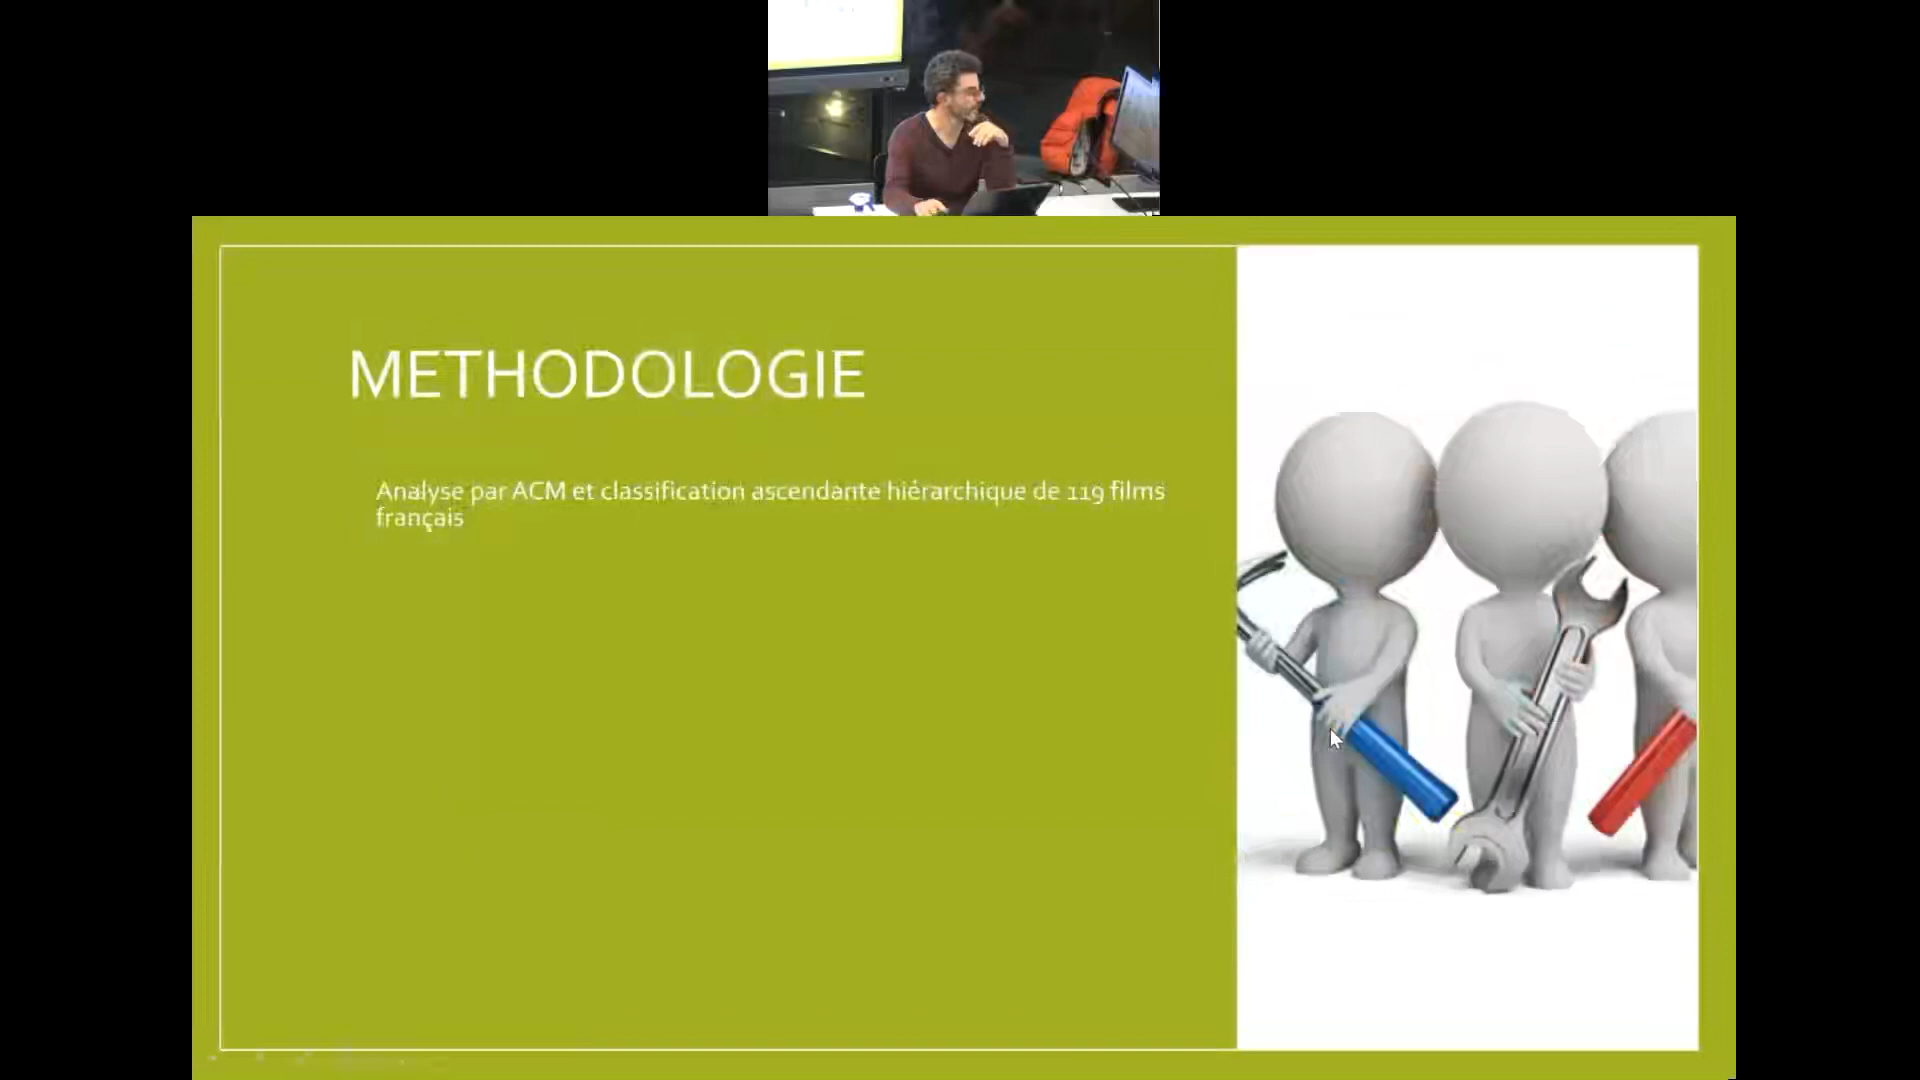 METHODOLOGIE
Analyse par ACM et classification ascendante hiérarchique de 119 films
français